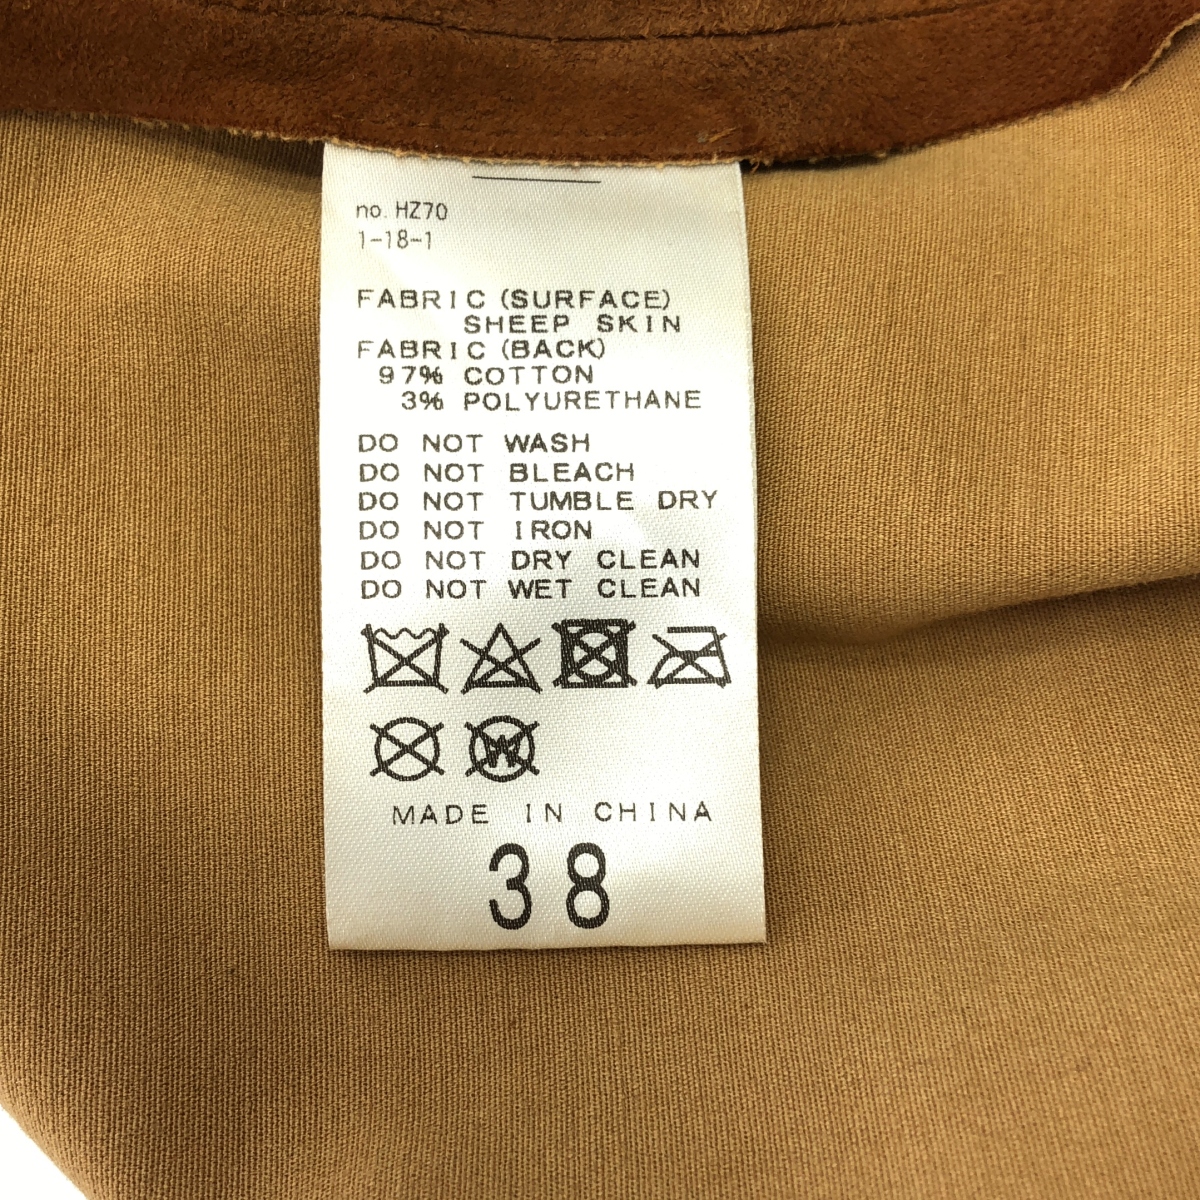 no. HZ70
1-18-1
FABRIC (SURFACE)
SHEEP SKIN
FABRIC (BACK)
97% COTTON
3% POLYURETHANE
DO NOT WASH
DO NOT BLEACH
DO NOT TUMBLE DRY
DO NOT IRON
DO NOT DRY CLEAN
DO NOT WET CLEAN
W
MADE IN CHINA
38